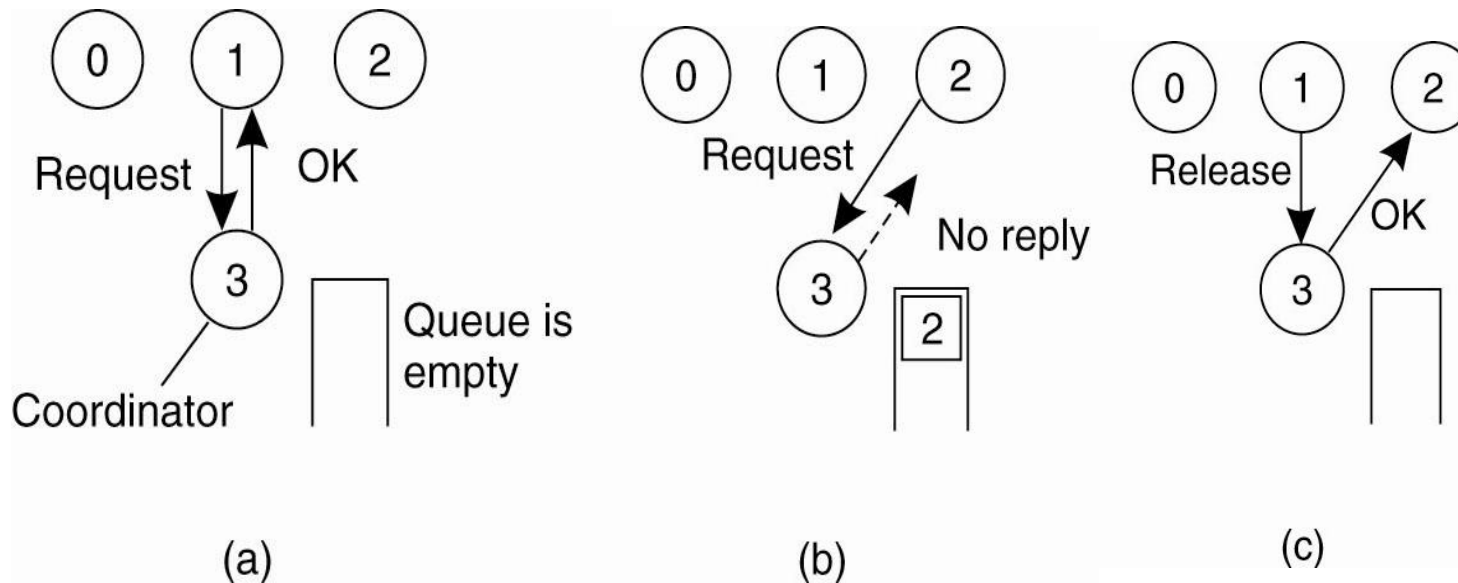 0 1 2
Request OK
3
Queue is
empty
Coordinator
(a)
0 1 2
Request
No reply
3
2
(b)
0 1 2
Release
OK
3
(c)